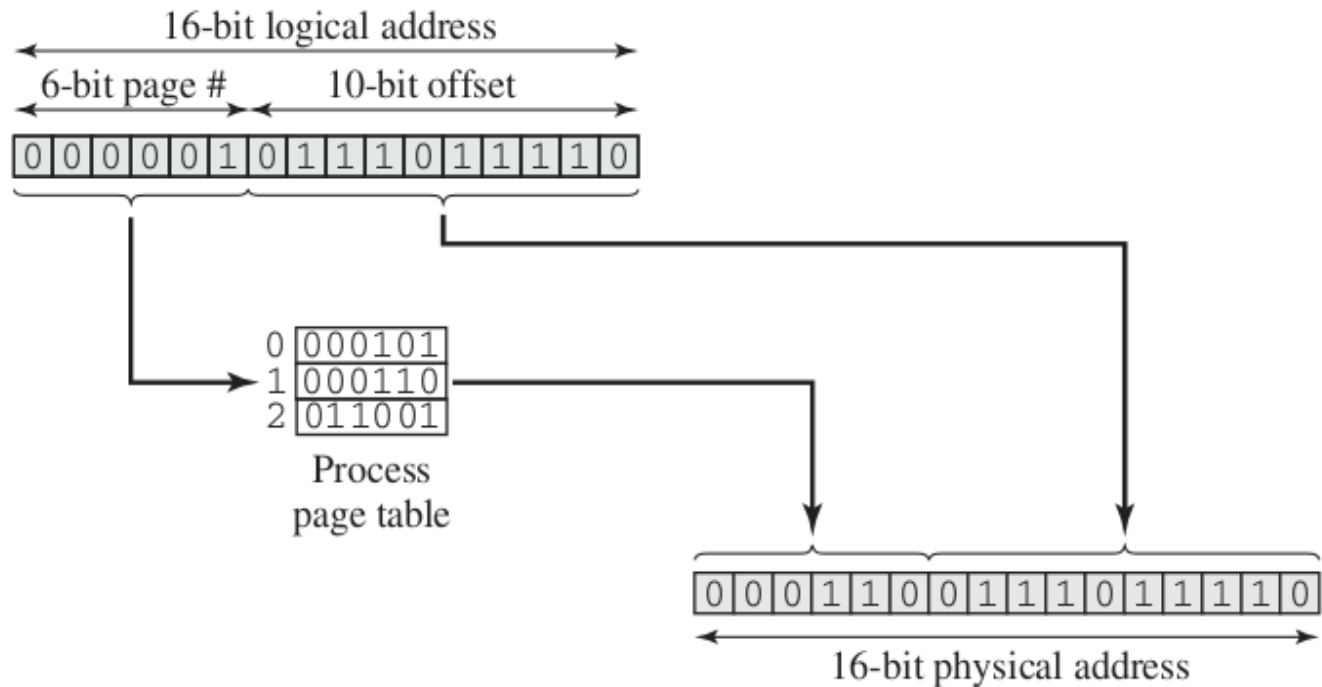 16-bit logical address
6-bit page # 10-bit offset
0 0 0 0 0 1 0 1 1 1 0 1 1 1 1 0
0 000101
1 000110
2 011001
Process
page table
0 0 0 1 1 0 0 1 1 1 0 1 1 1 1 0
16-bit physical address